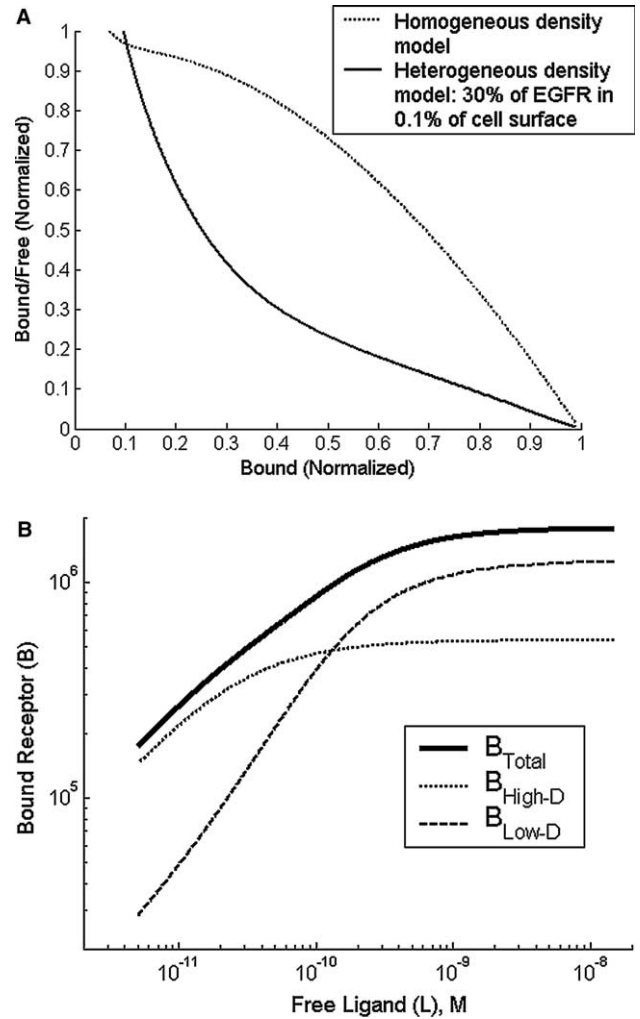 A
Homogeneous density
model
Heterogeneous density
model: 30% of EGFR in
0.1% of cell surface
Bound/Free (Normalized)
1
0.9
0.8
0.7
0.6
0.5
0.4
0.3
0.2
0.1
0
0 0.1 0.2 0.3 0.4 0.5 0.6 0.7 0.8 0.9 1
Bound (Normalized)
B
Bound Receptor (B)
10^6
10^5
B_Total
B_High-D
B_Low-D
10^-11 10^-10 10^-9 10^-8
Free Ligand (L), M